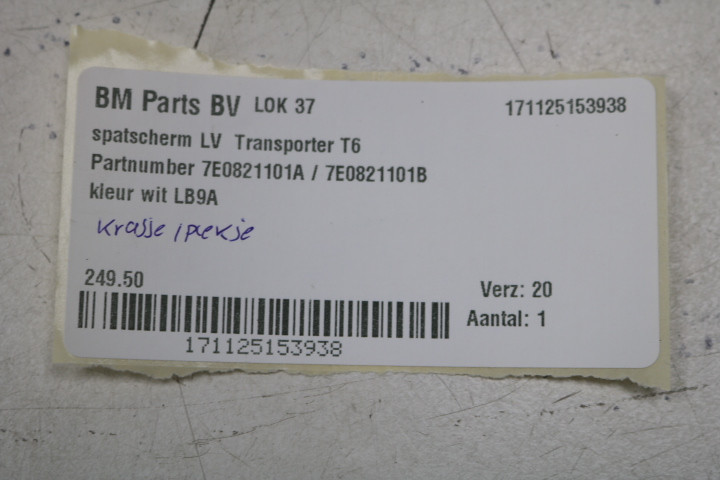 BM Parts BV LOK 37 171125153938
spatscherm LV Transporter T6
Partnumber 7E0821101A / 7E0821101B
kleur wit LB9A
krasje / plekje
249.50 Verz: 20
Aantal: 1
171125153938